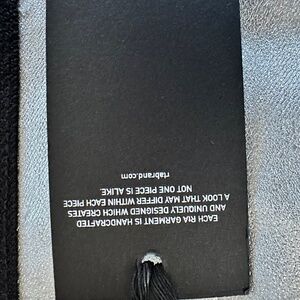 EACH RtA GARMENT IS HANDCRAFTED
AND UNIQUELY DESIGNED WHICH CREATES
A LOOK THAT MAY DIFFER WITHIN EACH PIECE
NOT ONE PIECE IS ALIKE.
rtabrand.com